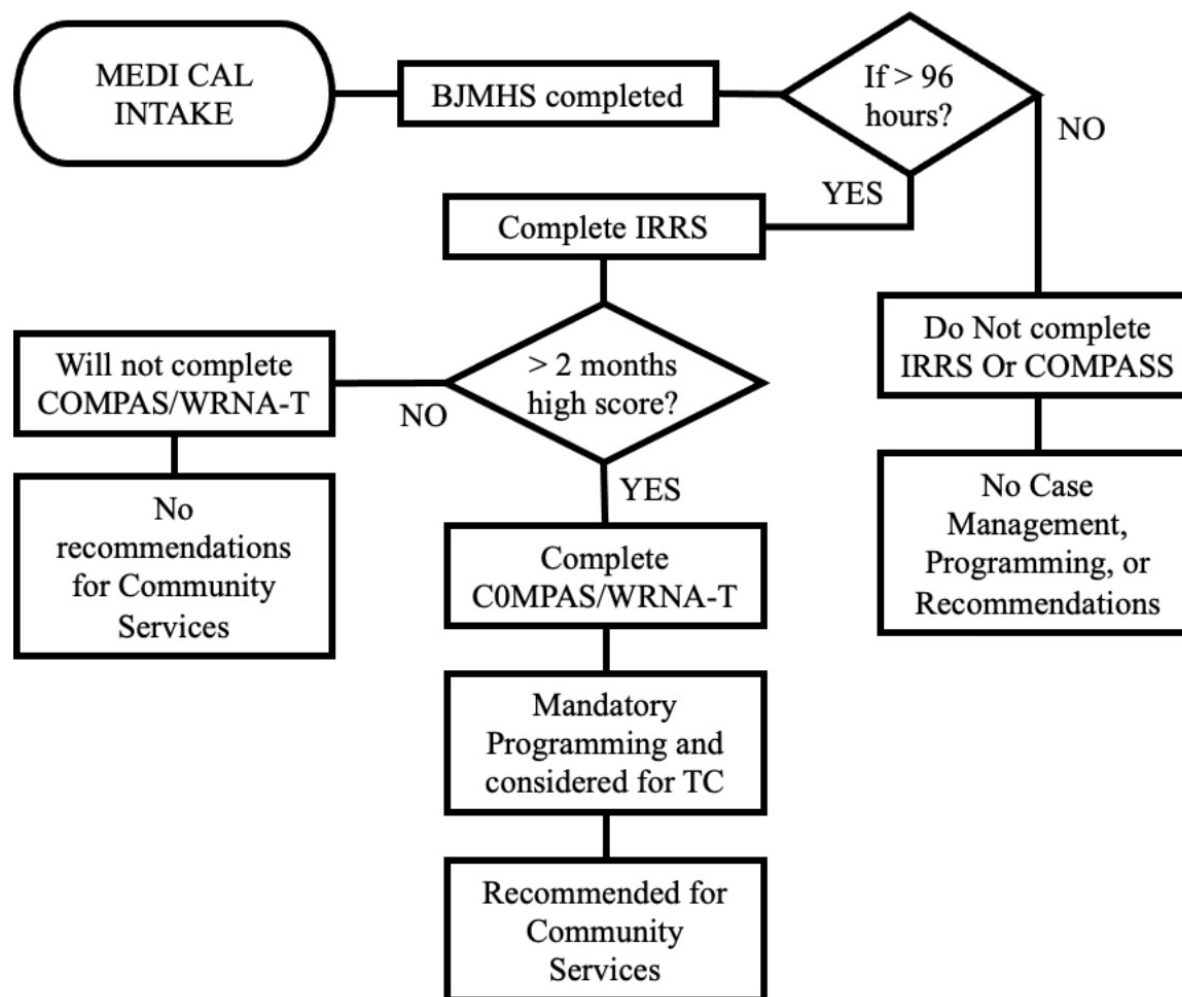 MEDI CAL
INTAKE
BJMHS completed
If > 96
hours?
NO
YES
Complete IRRS
Do Not complete
IRRS Or COMPASS
Will not complete
COMPAS/WRNA-T
> 2 months
high score?
NO
YES
No
recommendations
for Community
Services
No Case
Management,
Programming, or
Recommendations
Complete
C0MPAS/WRNA-T
Mandatory
Programming and
considered for TC
Recommended for
Community
Services